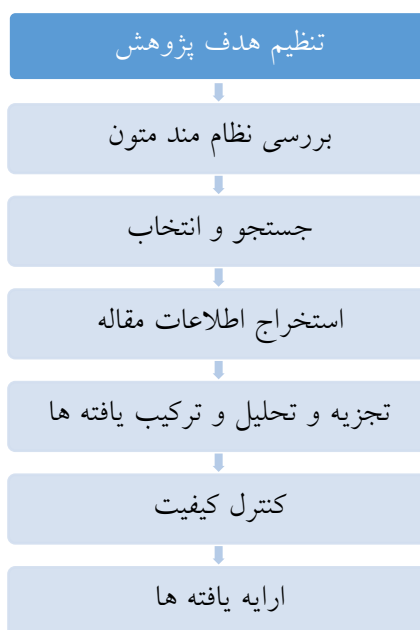 تنظیم هدف پژوهش
بررسی نظام مند متون
جستجو و انتخاب
استخراج اطلاعات مقاله
تجزیه و تحلیل و ترکیب یافته ها
کنترل کیفیت
ارایه یافته ها